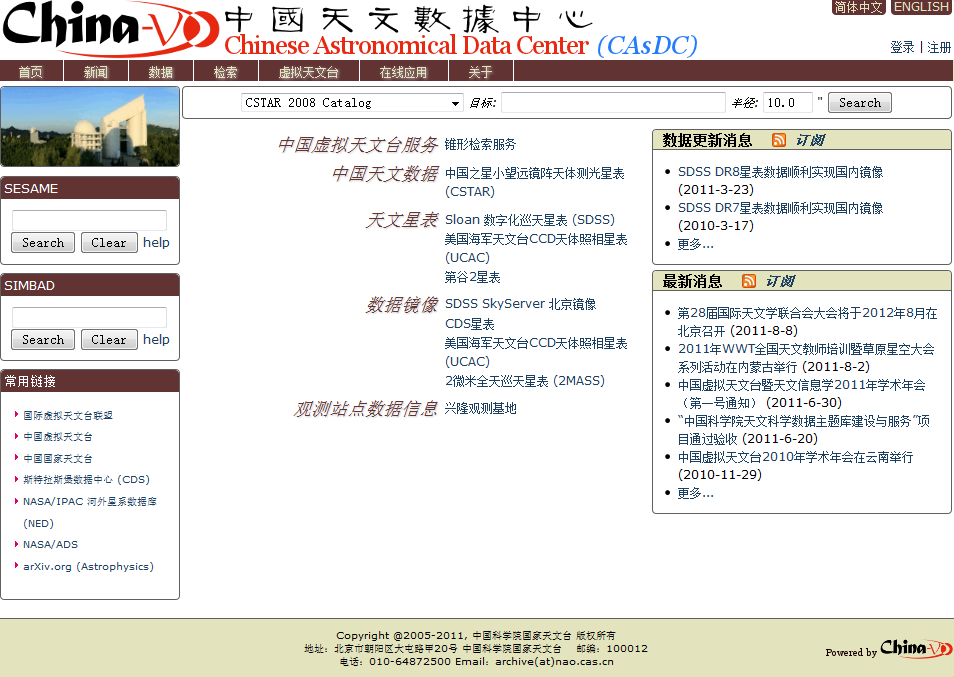 China-VO
中國天文數據中心
Chinese Astronomical Data Center (CAsDC)
简体中文 ENGLISH
登录 | 注册
首页 新闻 数据 检索 虚拟天文台 在线应用 关于
CSTAR 2008 Catalog 目标: 半径: 10.0 " Search
SESAME
Search Clear help
SIMBAD
Search Clear help
常用链接
国际虚拟天文台联盟
中国虚拟天文台
中国国家天文台
斯特拉斯堡数据中心 (CDS)
NASA/IPAC 河外星系数据库
(NED)
NASA/ADS
arXiv.org (Astrophysics)
中国虚拟天文台服务 锥形检索服务
中国天文数据 中国之星小望远镜阵天体测光星表
(CSTAR)
天文星表 Sloan 数字化巡天星表 (SDSS)
美国海军天文台CCD天体照相星表
(UCAC)
第谷2星表
数据镜像 SDSS SkyServer 北京镜像
CDS星表
美国海军天文台CCD天体照相星表
(UCAC)
2微米全天巡天星表 (2MASS)
观测站点数据信息 兴隆观测基地
数据更新消息 订阅
SDSS DR8星表数据顺利实现国内镜像
(2011-3-23)
SDSS DR7星表数据顺利实现国内镜像
(2010-3-17)
更多...
最新消息 订阅
第28届国际天文学联合会大会将于2012年8月在
北京召开 (2011-8-8)
2011年WWT全国天文教师培训暨草原星空大会
系列活动在内蒙古举行 (2011-8-2)
中国虚拟天文台暨天文信息学2011年学术年会
（第一号通知） (2011-6-30)
“中国科学院天文科学数据主题库建设与服务”项
目通过验收 (2011-6-20)
中国虚拟天文台2010年学术年会在云南举行
(2010-11-29)
更多...
Copyright @2005-2011, 中国科学院国家天文台 版权所有
地址: 北京市朝阳区大屯路甲20号 中国科学院国家天文台 邮编: 100012
电话: 010-64872500 Email: archive(at)nao.cas.cn
Powered by China-VO